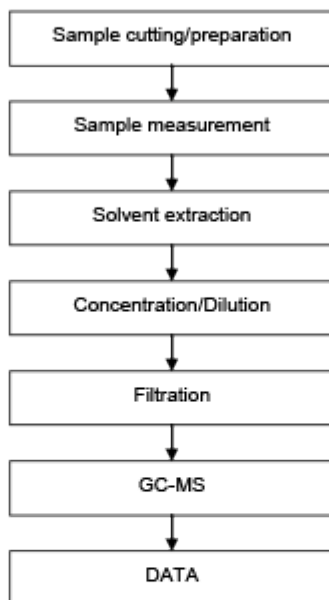 Sample cutting/preparation
Sample measurement
Solvent extraction
Concentration/Dilution
Filtration
GC-MS
DATA